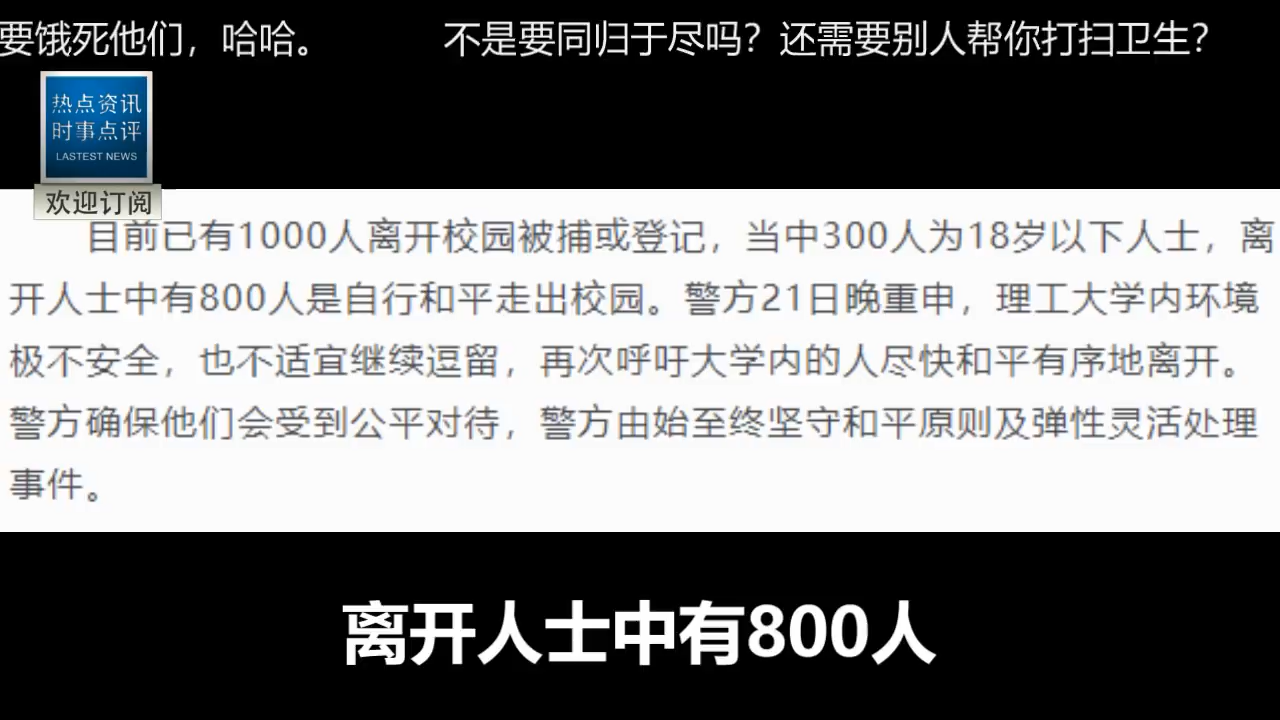 要饿死他们，哈哈。 不是要同归于尽吗？还需要别人帮你打扫卫生？
热点资讯
时事点评
LASTEST NEWS
欢迎订阅
目前已有1000人离开校园被捕或登记，当中300人为18岁以下人士，离
开人士中有800人是自行和平走出校园。警方21日晚重申，理工大学内环境
极不安全，也不适宜继续逗留，再次呼吁大学内的人尽快和平有序地离开。
警方确保他们会受到公平对待，警方由始至终坚守和平原则及弹性灵活处理
事件。
离开人士中有800人